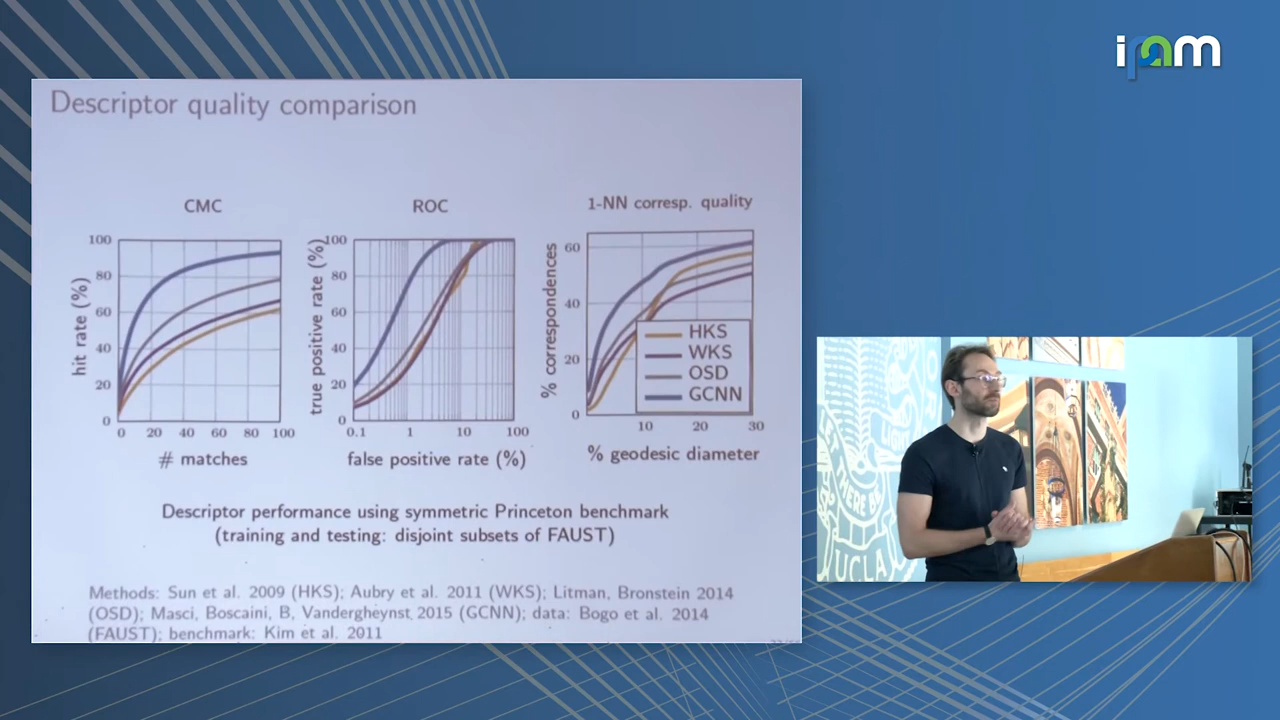 ipam
Descriptor quality comparison
CMC
ROC
1-NN corresp. quality
hit rate (%)
100
80
60
40
20
0
0 20 40 60 80 100
# matches
true positive rate (%)
100
80
60
40
20
0
0.1 1 10 100
false positive rate (%)
% correspondences
60
40
20
0
HKS
WKS
OSD
GCNN
10 20 30
% geodesic diameter
Descriptor performance using symmetric Princeton benchmark
(training and testing: disjoint subsets of FAUST)
Methods: Sun et al. 2009 (HKS); Aubry et al. 2011 (WKS); Litman, Bronstein 2014
(OSD); Masci, Boscaini, B, Vandergheynst 2015 (GCNN); data: Bogo et al. 2014
(FAUST); benchmark: Kim et al. 2011
LIGHT
THERE BE
UCLA